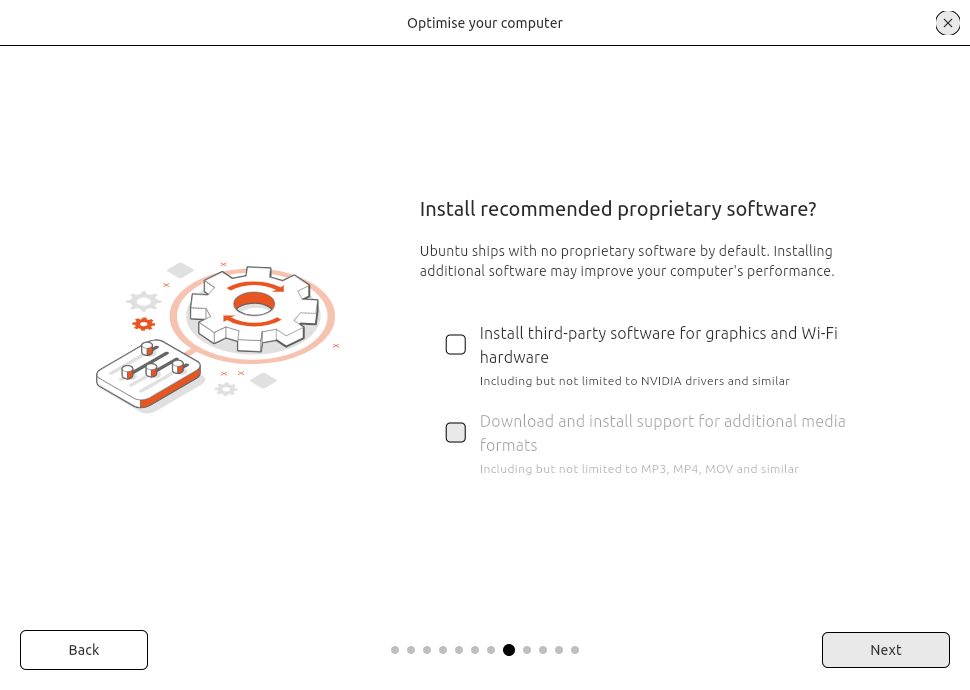 Optimise your computer
Install recommended proprietary software?
Ubuntu ships with no proprietary software by default. Installing
additional software may improve your computer's performance.
Install third-party software for graphics and Wi-Fi
hardware
Including but not limited to NVIDIA drivers and similar
Download and install support for additional media
formats
Including but not limited to MP3, MP4, MOV and similar
Back
Next